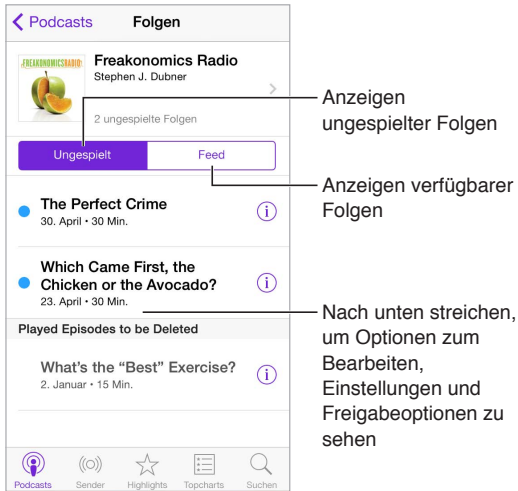 Podcasts
Folgen
FREAKONOMICSRADIO
Freakonomics Radio
Stephen J. Dubner
2 ungespielte Folgen
Ungespielt
Feed
The Perfect Crime
30. April • 30 Min.
Which Came First, the
Chicken or the Avocado?
23. April • 30 Min.
Played Episodes to be Deleted
What's the “Best” Exercise?
2. Januar • 15 Min.
Podcasts
Sender
Highlights
Topcharts
Suchen
Anzeigen
ungespielter Folgen
Anzeigen verfügbarer
Folgen
Nach unten streichen,
um Optionen zum
Bearbeiten,
Einstellungen und
Freigabeoptionen zu
sehen